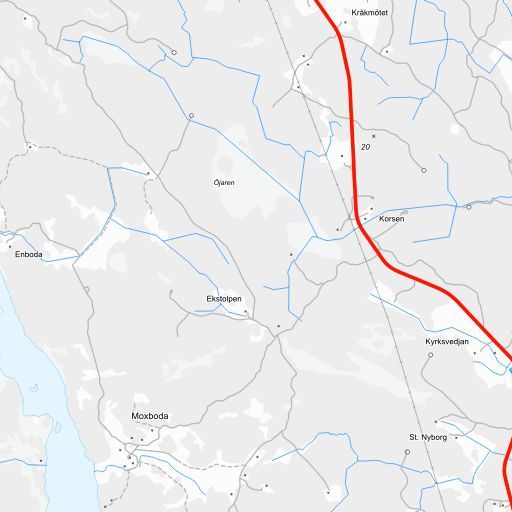 Kråkmötet
20
Öjaren
Korsen
Enboda
Ekstolpen
Kyrksvedjan
Moxboda
St. Nyborg